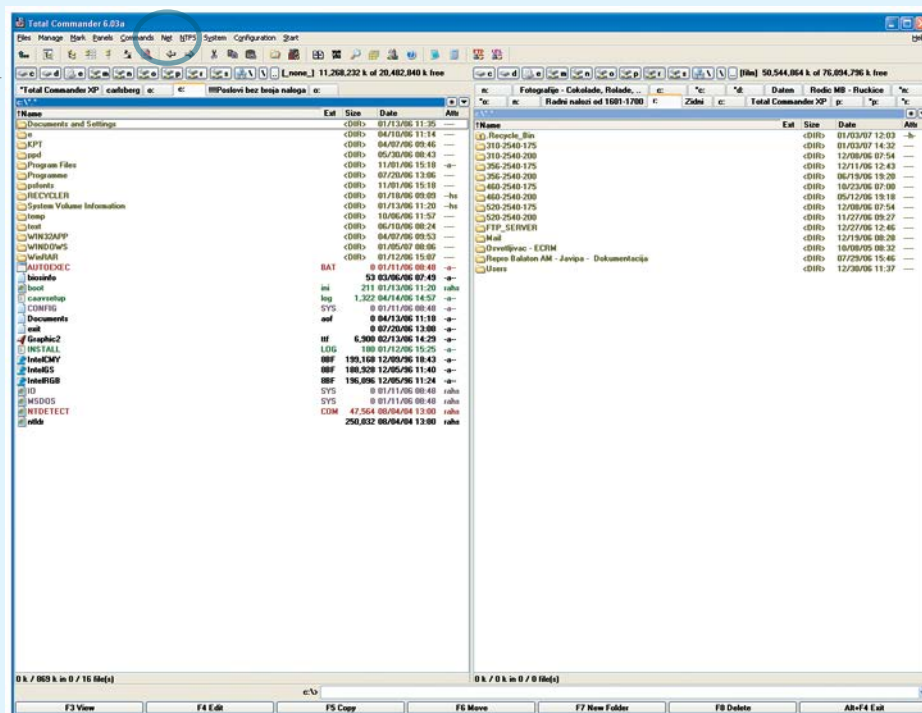 Total Commander 6.03a
Files Manage Mark Panels Commands Net NTFS System Configuration Start
c d e m n o p r s \ .. [_none_] 11,268,232 k of 20,482,840 k free
*Total Commander XP carlsberg o: c: !!!!Poslovi bez broja naloga o:
c:\*.*
↑Name Ext Size Date Attr
Documents and Settings <DIR> 01/13/06 11:35 ----
e <DIR> 04/10/06 11:14 ----
KPT <DIR> 04/07/06 09:46 ----
ppd <DIR> 05/30/06 08:43 ----
Program Files <DIR> 11/01/06 15:18 -a--
Programme <DIR> 07/20/06 13:06 ----
psfonts <DIR> 11/01/06 15:18 ----
RECYCLER <DIR> 01/18/06 09:09 --hs
System Volume Information <DIR> 01/13/06 11:20 --hs
temp <DIR> 10/06/06 11:57 ----
text <DIR> 06/10/06 08:24 ----
WIN32APP <DIR> 04/07/06 09:53 ----
WINDOWS <DIR> 01/05/07 08:06 ----
WinRAR <DIR> 01/12/06 15:07 ----
AUTOEXEC BAT 0 01/11/06 08:48 -a--
biosinfo 53 03/06/06 07:49 -a--
boot ini 211 01/13/06 11:20 rahs
caavsetup log 1,322 04/14/06 14:57 -a--
CONFIG SYS 0 01/11/06 08:48 -a--
Documents aof 0 04/13/06 11:18 -a--
exit 0 07/20/06 13:08 -a--
Graphic2 ttf 6,900 02/13/06 14:29 -a--
INSTALL LOG 180 01/12/06 15:25 -a--
IntelCMY 8BF 199,168 12/09/96 18:43 -a--
IntelGS 8BF 188,928 12/05/96 11:40 -a--
IntelRGB 8BF 196,096 12/05/96 11:24 -a--
IO SYS 0 01/11/06 08:48 rahs
MSDOS SYS 0 01/11/06 08:48 rahs
NTDETECT COM 47,564 08/04/04 13:00 rahs
ntldr 250,032 08/04/04 13:00 rahs
0 k / 869 k in 0 / 16 file(s)
c d e m n o p r s \ .. [film] 50,544,064 k of 76,094,796 k free
n: Fotografije - Cokolade, Rolade, .. c: *c: *d: Daten Rodic MB - Ruckice *n:
*o: n: Radni nalozi od 1601-1700 r: Zidni c: Total Commander XP p: *p: *r:
↑Name Ext Size Date Attr
.Recycle_Bin <DIR> 01/03/07 12:03 --h-
310-2540-175 <DIR> 01/03/07 14:32 ----
310-2540-200 <DIR> 12/08/06 07:54 ----
356-2540-175 <DIR> 12/11/06 12:43 ----
356-2540-200 <DIR> 06/19/06 19:20 ----
460-2540-175 <DIR> 10/23/06 07:00 ----
460-2540-200 <DIR> 05/12/06 19:18 ----
520-2540-175 <DIR> 12/08/06 07:54 ----
520-2540-200 <DIR> 11/27/06 09:27 ----
FTP_SERVER <DIR> 12/27/06 12:46 ----
Mail <DIR> 12/19/06 08:28 ----
Osvetljivac - ECRM <DIR> 10/08/05 08:32 ----
Repro Balaton AM - Javipa - Dokumentacija <DIR> 07/29/06 15:46 ----
Users <DIR> 12/30/06 11:37 ----
0 k / 0 k in 0 / 0 file(s)
c:\>
F3 View F4 Edit F5 Copy F6 Move F7 New Folder F8 Delete Alt+F4 Exit